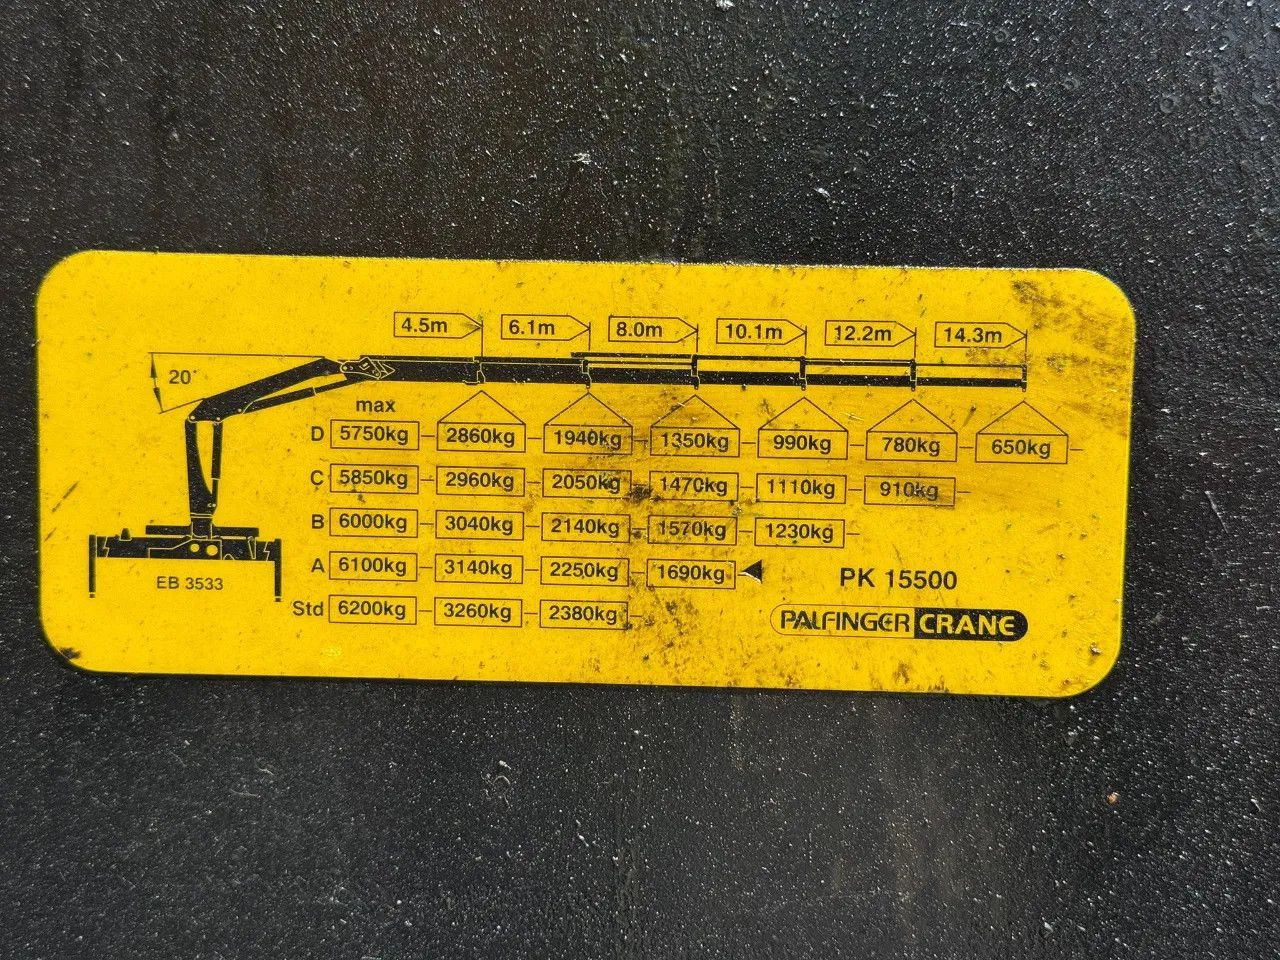 4.5m 6.1m 8.0m 10.1m 12.2m 14.3m
20°
max
D 5750kg 2860kg 1940kg 1350kg 990kg 780kg 650kg
C 5850kg 2960kg 2050kg 1470kg 1110kg 910kg
B 6000kg 3040kg 2140kg 1570kg 1230kg
A 6100kg 3140kg 2250kg 1690kg
Std 6200kg 3260kg 2380kg
EB 3533
PK 15500
PALFINGER CRANE